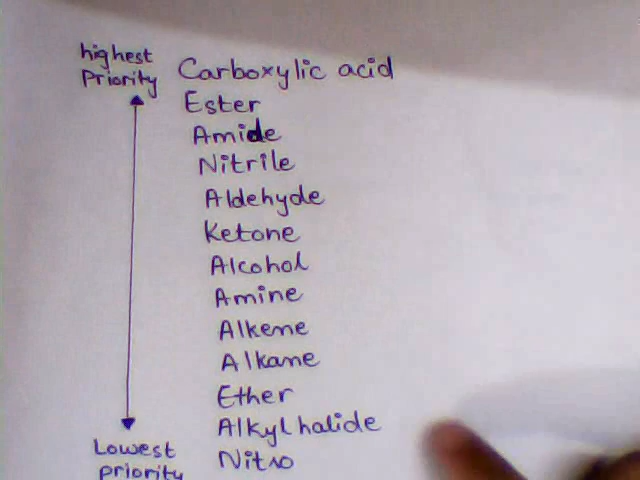 highest
Priority
Carboxylic acid
Ester
Amide
Nitrile
Aldehyde
Ketone
Alcohol
Amine
Alkene
Alkane
Ether
Alkyl halide
Nitro
Lowest
priority